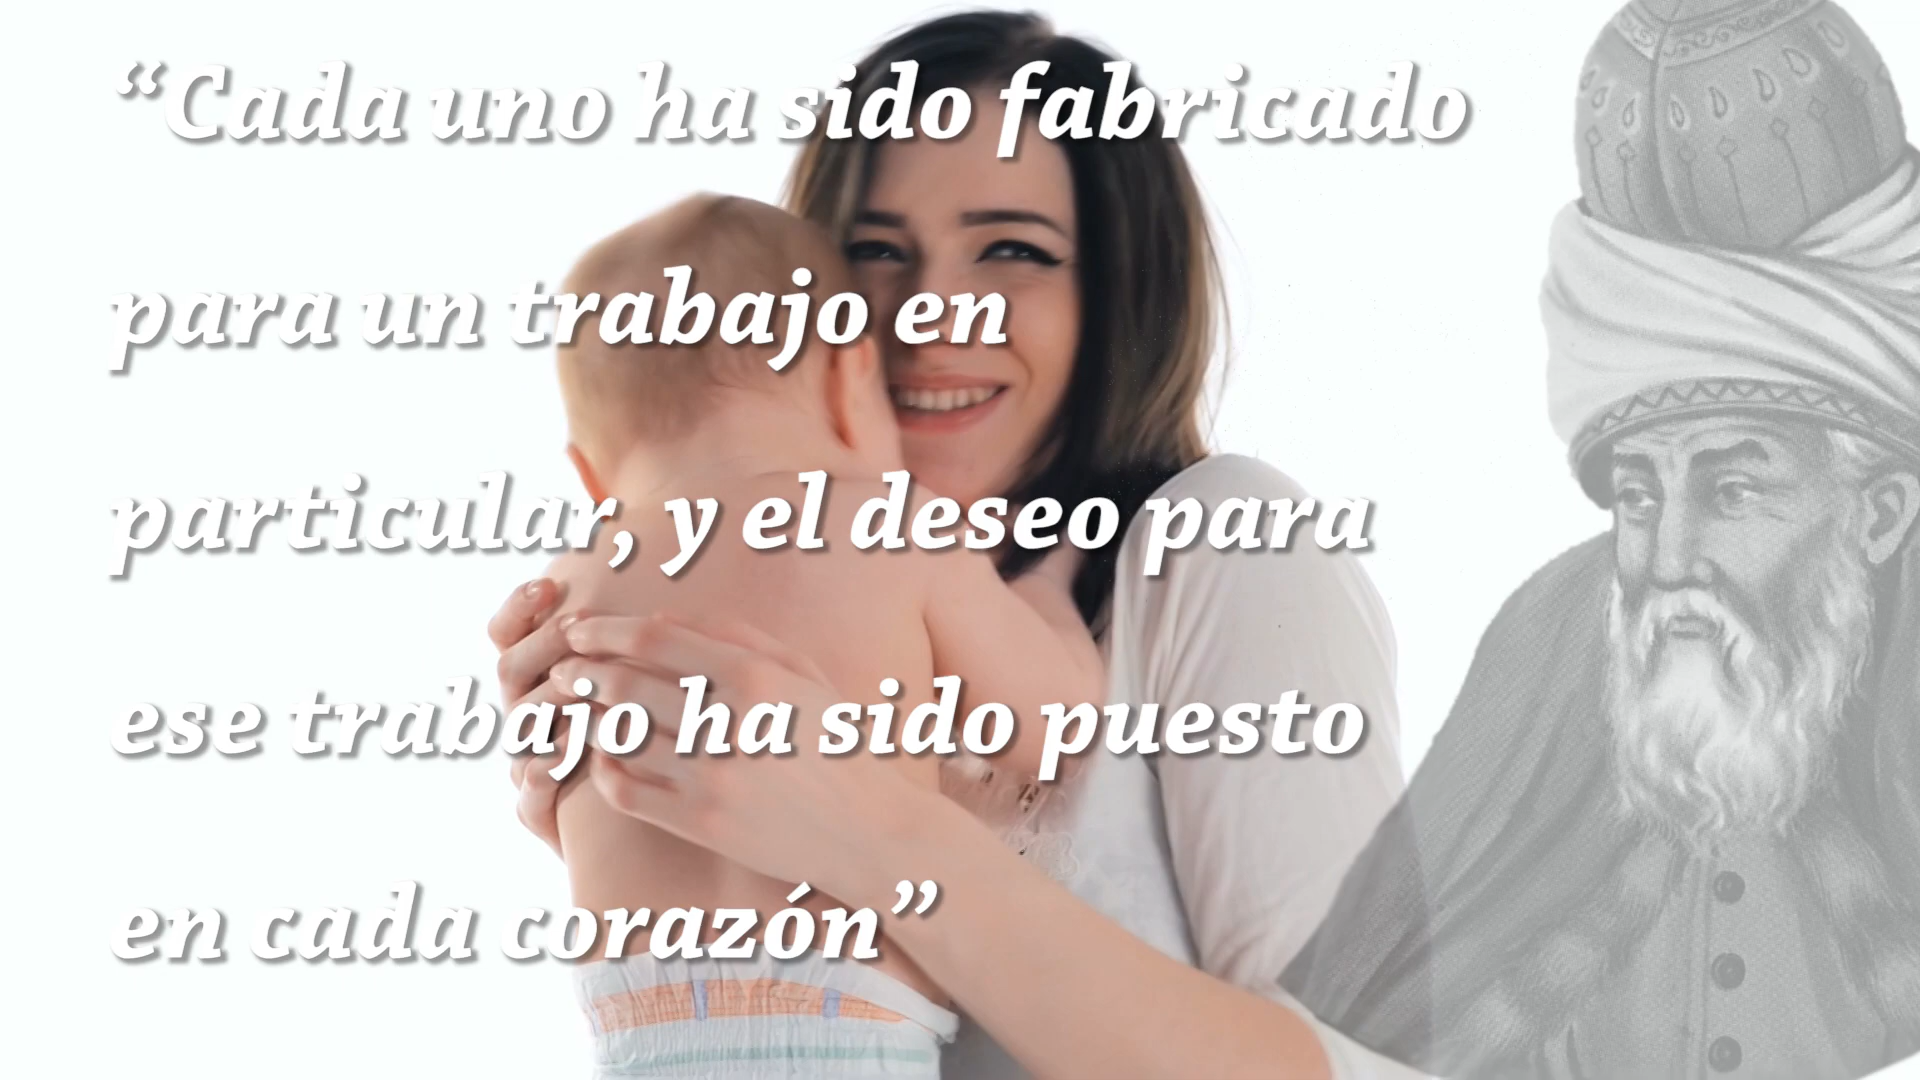 “Cada uno ha sido fabricado
para un trabajo en
particular, y el deseo para
ese trabajo ha sido puesto
en cada corazón”